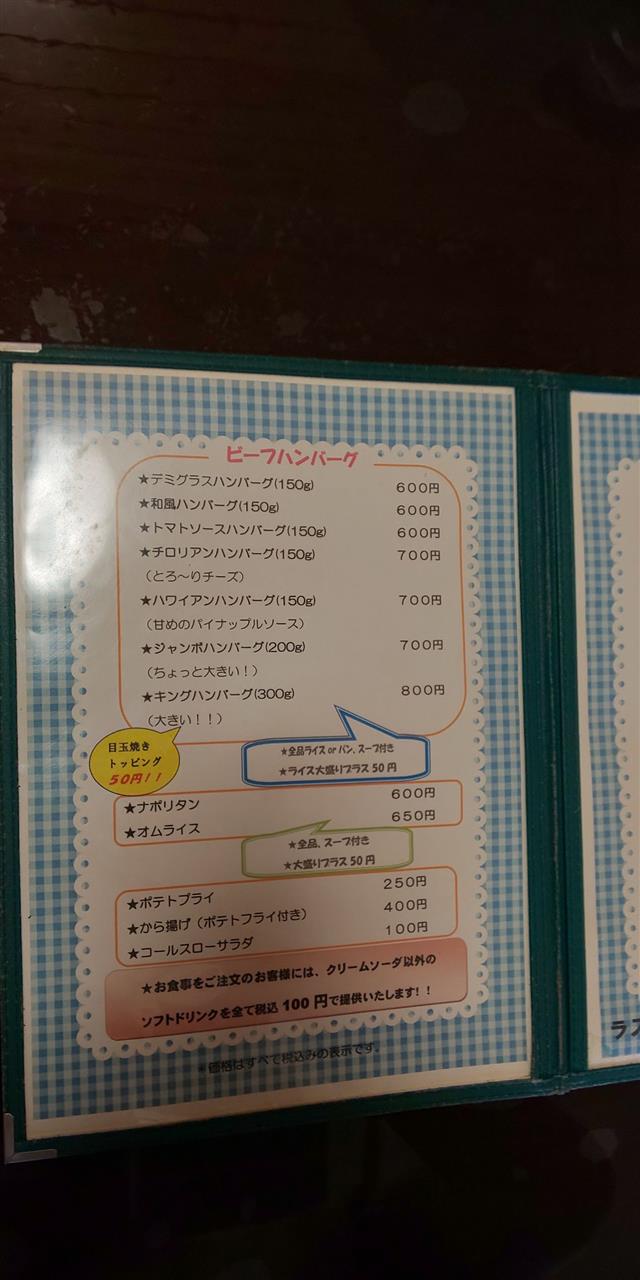 ビーフハンバーグ
★デミグラスハンバーグ(150g) 600円
★和風ハンバーグ(150g) 600円
★トマトソースハンバーグ(150g) 600円
★チロリアンハンバーグ(150g) 700円
（とろ～りチーズ）
★ハワイアンハンバーグ(150g) 700円
（甘めのパイナップルソース）
★ジャンボハンバーグ(200g) 700円
（ちょっと大きい！）
★キングハンバーグ(300g) 800円
（大きい！！）
目玉焼き
トッピング
50円！！
★全品ライス or パン、スープ付き
★ライス大盛りプラス 50 円
★ナポリタン 600円
★オムライス 650円
★全品、スープ付き
★大盛りプラス 50 円
★ポテトフライ 250円
★から揚げ（ポテトフライ付き） 400円
★コールスローサラダ 100円
★お食事をご注文のお客様には、クリームソーダ以外の
ソフトドリンクを全て税込 100 円で提供いたします！！
＊価格はすべて税込みの表示です。
ラス